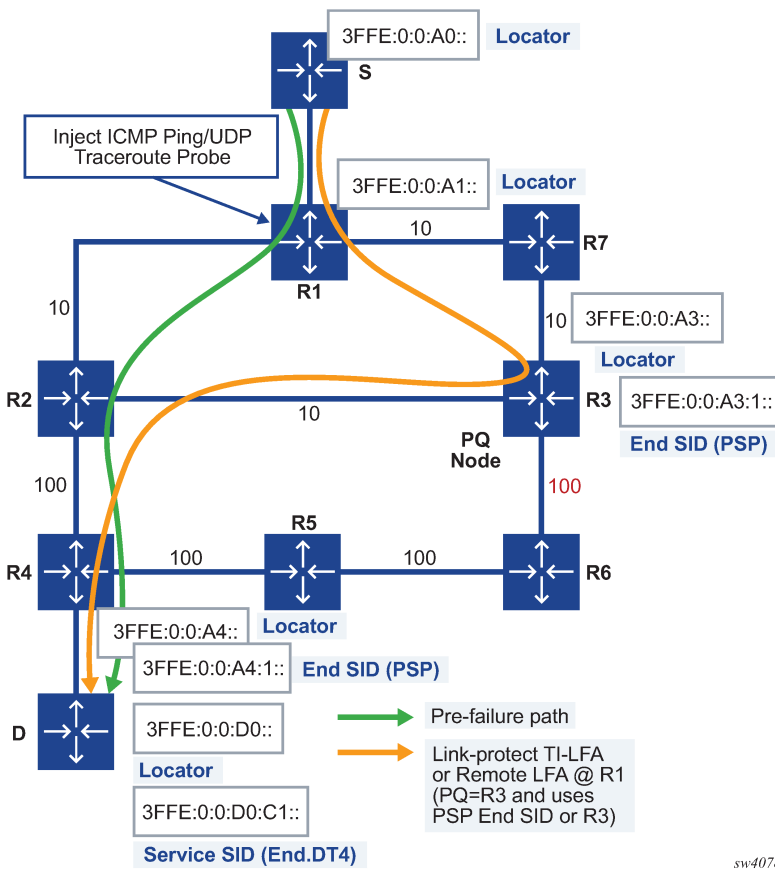 3FFE:0:0:A0::
Locator
S
Inject ICMP Ping/UDP
Traceroute Probe
3FFE:0:0:A1::
Locator
10
R7
R1
10
10
3FFE:0:0:A3::
Locator
R2
R3
3FFE:0:0:A3:1::
10
PQ
Node
End SID (PSP)
100
100
R5
R4
100
100
R6
3FFE:0:0:A4::
Locator
3FFE:0:0:A4:1::
End SID (PSP)
D
3FFE:0:0:D0::
Locator
3FFE:0:0:D0:C1::
Service SID (End.DT4)
Pre-failure path
Link-protect TI-LFA
or Remote LFA @ R1
(PQ=R3 and uses
PSP End SID or R3)